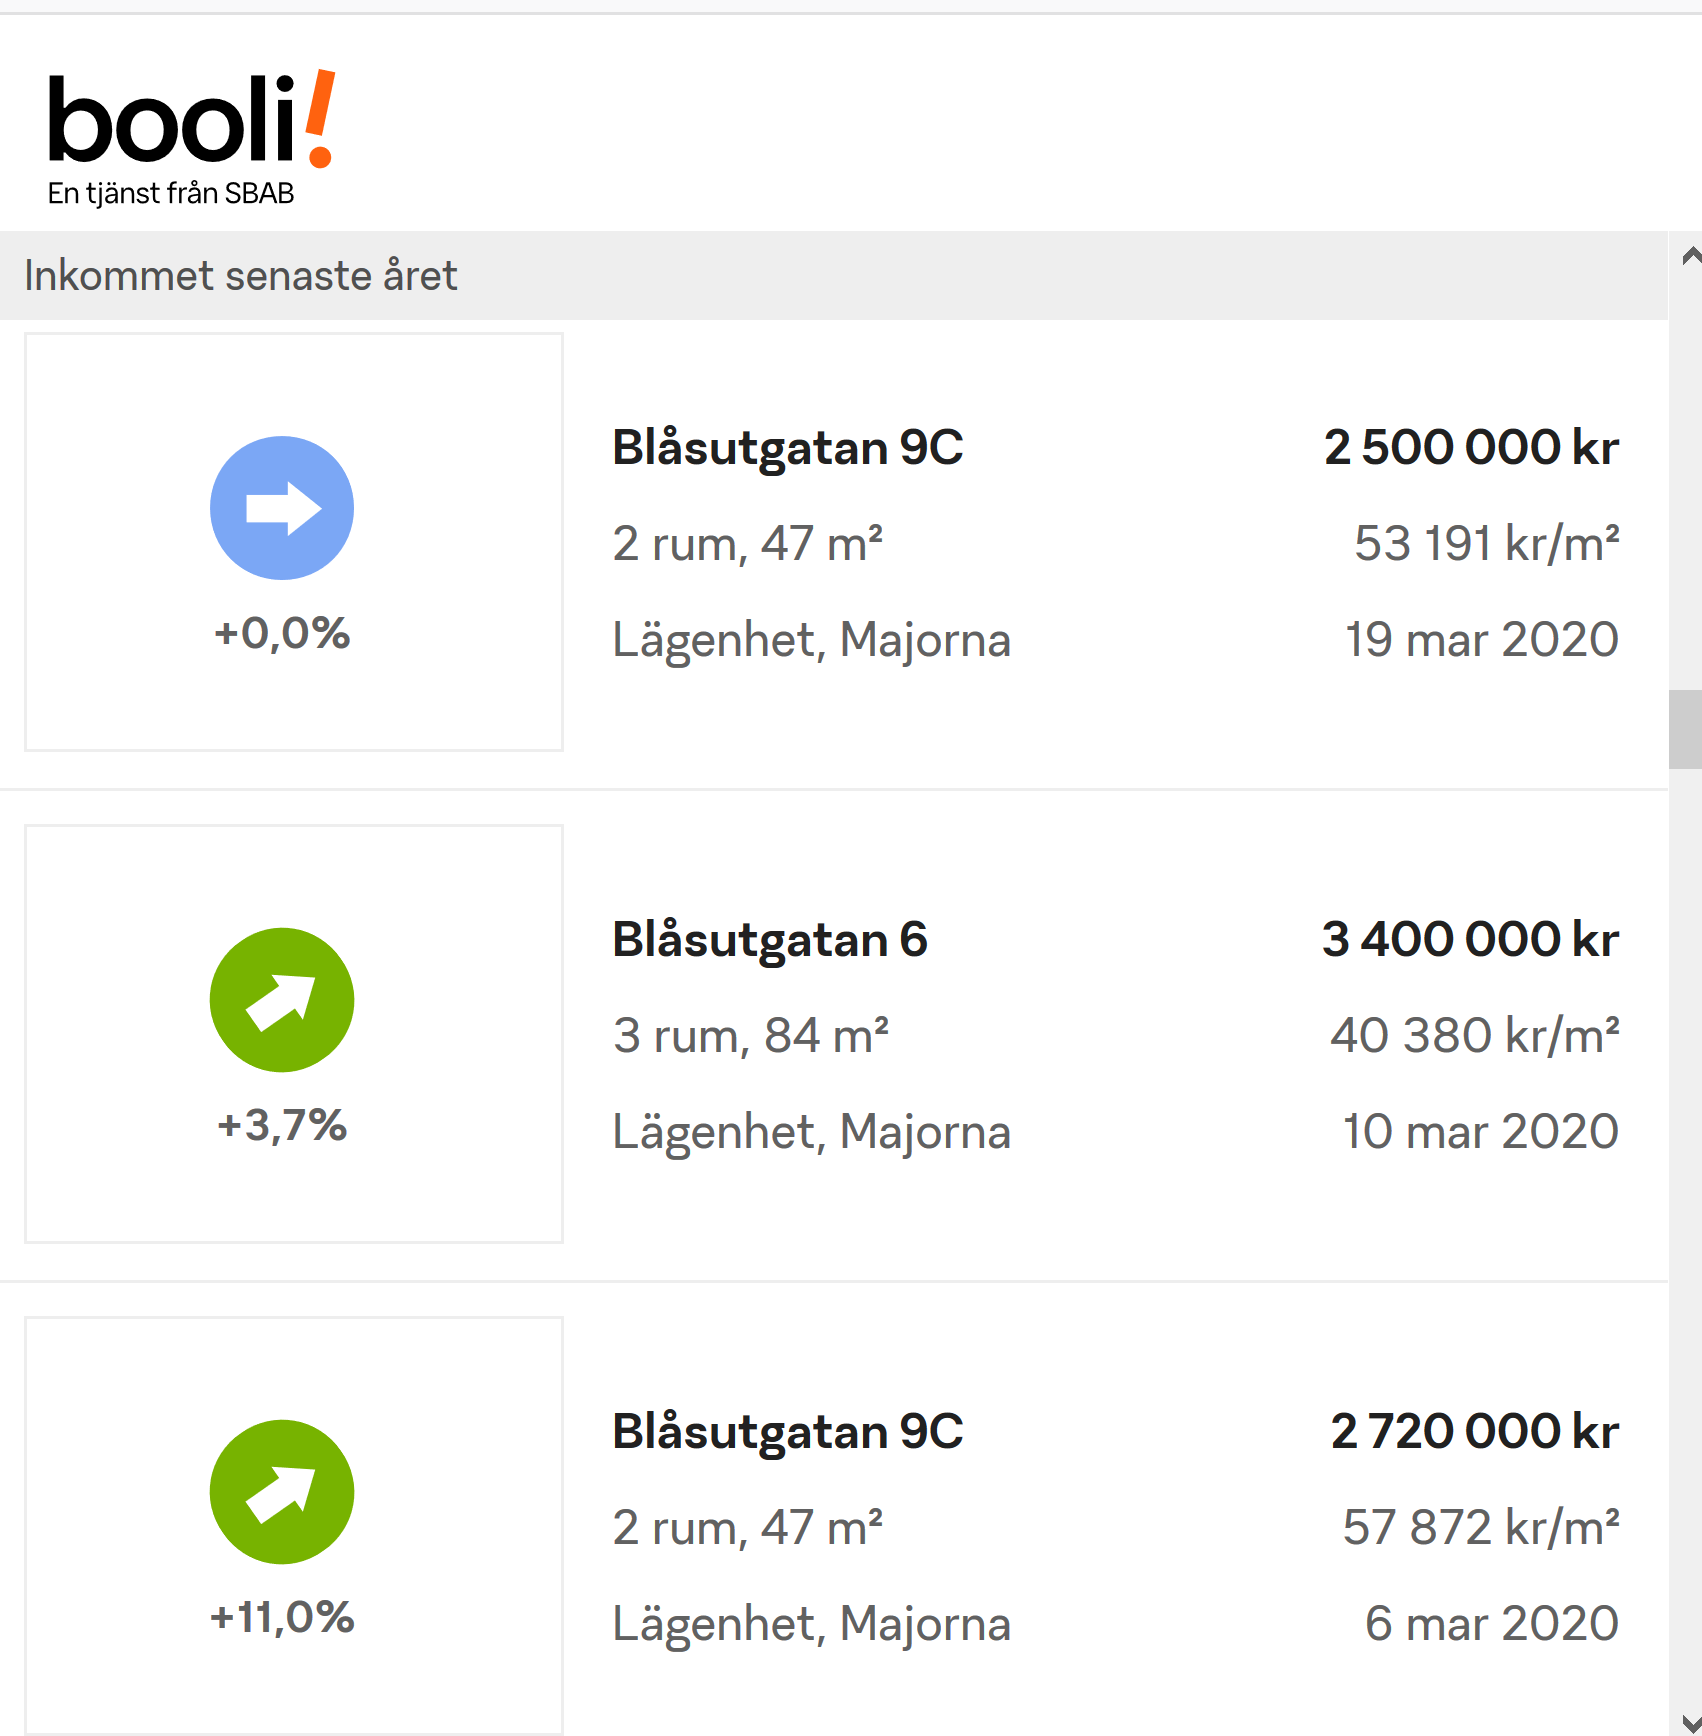 booli!
En tjänst från SBAB
Inkommet senaste året
Blåsutgatan 9C 2 500 000 kr
2 rum, 47 m² 53 191 kr/m²
+0,0%
Lägenhet, Majorna 19 mar 2020
Blåsutgatan 6 3 400 000 kr
3 rum, 84 m² 40 380 kr/m²
+3,7%
Lägenhet, Majorna 10 mar 2020
Blåsutgatan 9C 2 720 000 kr
2 rum, 47 m² 57 872 kr/m²
+11,0%
Lägenhet, Majorna 6 mar 2020